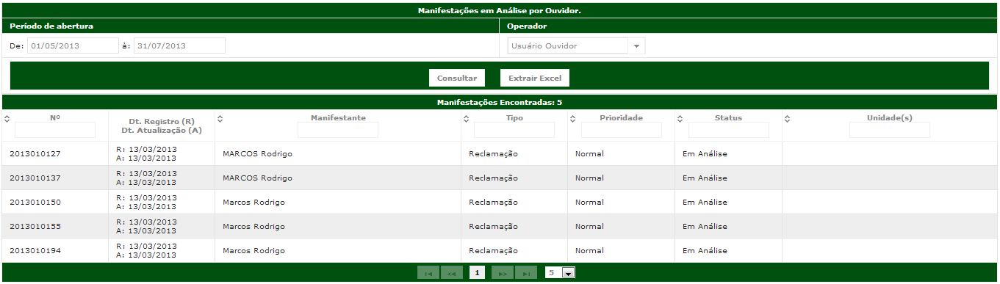 Manifestações em Análise por Ouvidor.
Período de abertura Operador
De: 01/05/2013 à: 31/07/2013 Usuário Ouvidor
Consultar Extrair Excel
Manifestações Encontradas: 5
Nº Dt. Registro (R) Manifestante Tipo Prioridade Status Unidade(s)
Dt. Atualização (A)
2013010127 R: 13/03/2013 MARCOS Rodrigo Reclamação Normal Em Análise
A: 13/03/2013
2013010137 R: 13/03/2013 MARCOS Rodrigo Reclamação Normal Em Análise
A: 13/03/2013
2013010150 R: 13/03/2013 Marcos Rodrigo Reclamação Normal Em Análise
A: 13/03/2013
2013010155 R: 13/03/2013 Marcos Rodrigo Reclamação Normal Em Análise
A: 13/03/2013
2013010194 R: 13/03/2013 Marcos Rodrigo Reclamação Normal Em Análise
A: 13/03/2013
1 5